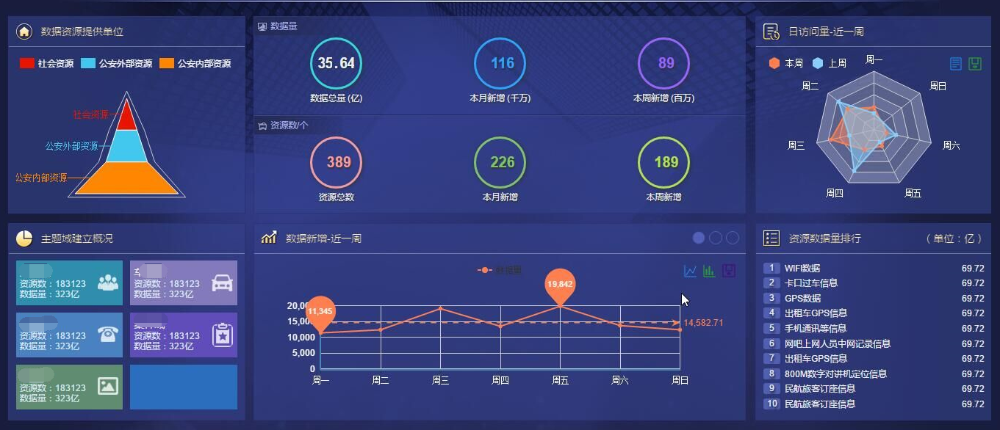 数据资源提供单位
社会资源 公安外部资源 公安内部资源
社会资源
公安外部资源
公安内部资源
数据量
35.64
数据总量 (亿)
116
本月新增 (千万)
89
本周新增 (百万)
资源数/个
389
资源总数
226
本月新增
189
本周新增
日访问量-近一周
本周 上周
周一
周二
周日
周三
周六
周四
周五
主题域建立概况
资源数：183123
数据量：323亿
资源数：183123
数据量：323亿
资源数：183123
数据量：323亿
资源数：183123
数据量：323亿
资源数：183123
数据量：323亿
数据新增-近一周
数据量
19,842
11,345
14,582.71
10,000
5,000
0
周一 周二 周三 周四 周五 周六 周日
资源数据量排行 （单位：亿）
1 WIFI数据 69.72
2 卡口过车信息 69.72
3 GPS数据 69.72
4 出租车GPS信息 69.72
5 手机通讯等信息 69.72
6 网吧上网人员中网记录信息 69.72
7 出租车GPS信息 69.72
8 800M数字对讲机定位信息 69.72
9 民航旅客订座信息 69.72
10 民航旅客订座信息 69.72